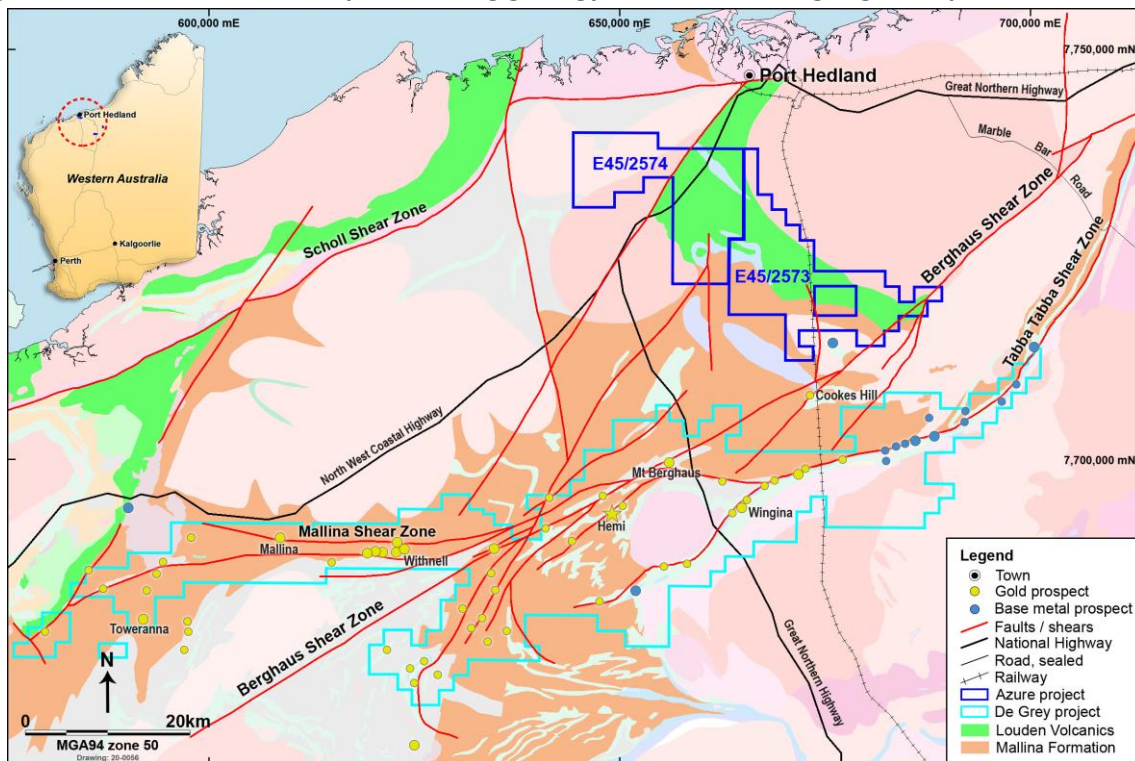 600,000 mE
650,000 mE
700,000 mE
7,750,000 mN
Port Hedland
Port Hedland
Great Northern Highway
Marble
Bar
Road
E45/2574
Western Australia
Scholl Shear Zone
Berghaus Shear Zone
Kalgoorlie
Perth
E45/2573
Tabba Tabba Shear Zone
Cookes Hill
North West Coastal Highway
7,700,000 mN
Mt Berghaus
Wingina
Hemi
Mallina Shear Zone
Mallina
Withnell
Toweranna
Berghaus Shear Zone
Great Northern Highway
N
0
20km
MGA94 zone 50
Drawing: 20-0056
Legend
Town
Gold prospect
Base metal prospect
Faults / shears
National Highway
Road, sealed
Railway
Azure project
De Grey project
Louden Volcanics
Mallina Formation